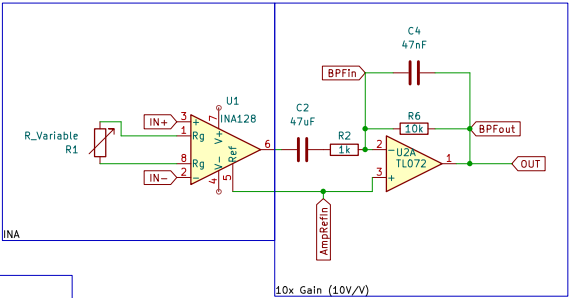 C4
47nF
BPFin
U1
INA128
C2
47uF
R6
10k
BPFout
R_Variable
R1
IN+
3
+
1
Rg
8
Rg
2
-
IN-
7
V+
V-
4
Ref
5
6
R2
1k
2
-
U2A
TL072
3
+
1
OUT
AmpRefIn
INA
10x Gain (10V/V)